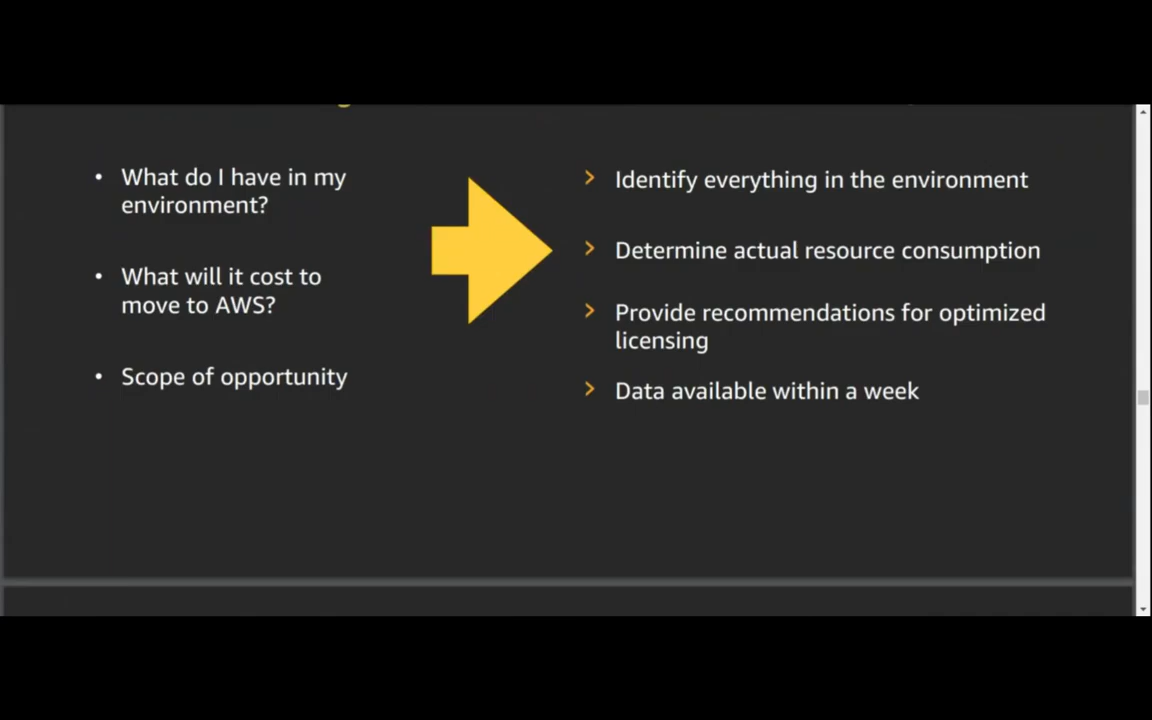 • What do I have in my
environment?
• What will it cost to
move to AWS?
• Scope of opportunity
> Identify everything in the environment
> Determine actual resource consumption
> Provide recommendations for optimized
licensing
> Data available within a week